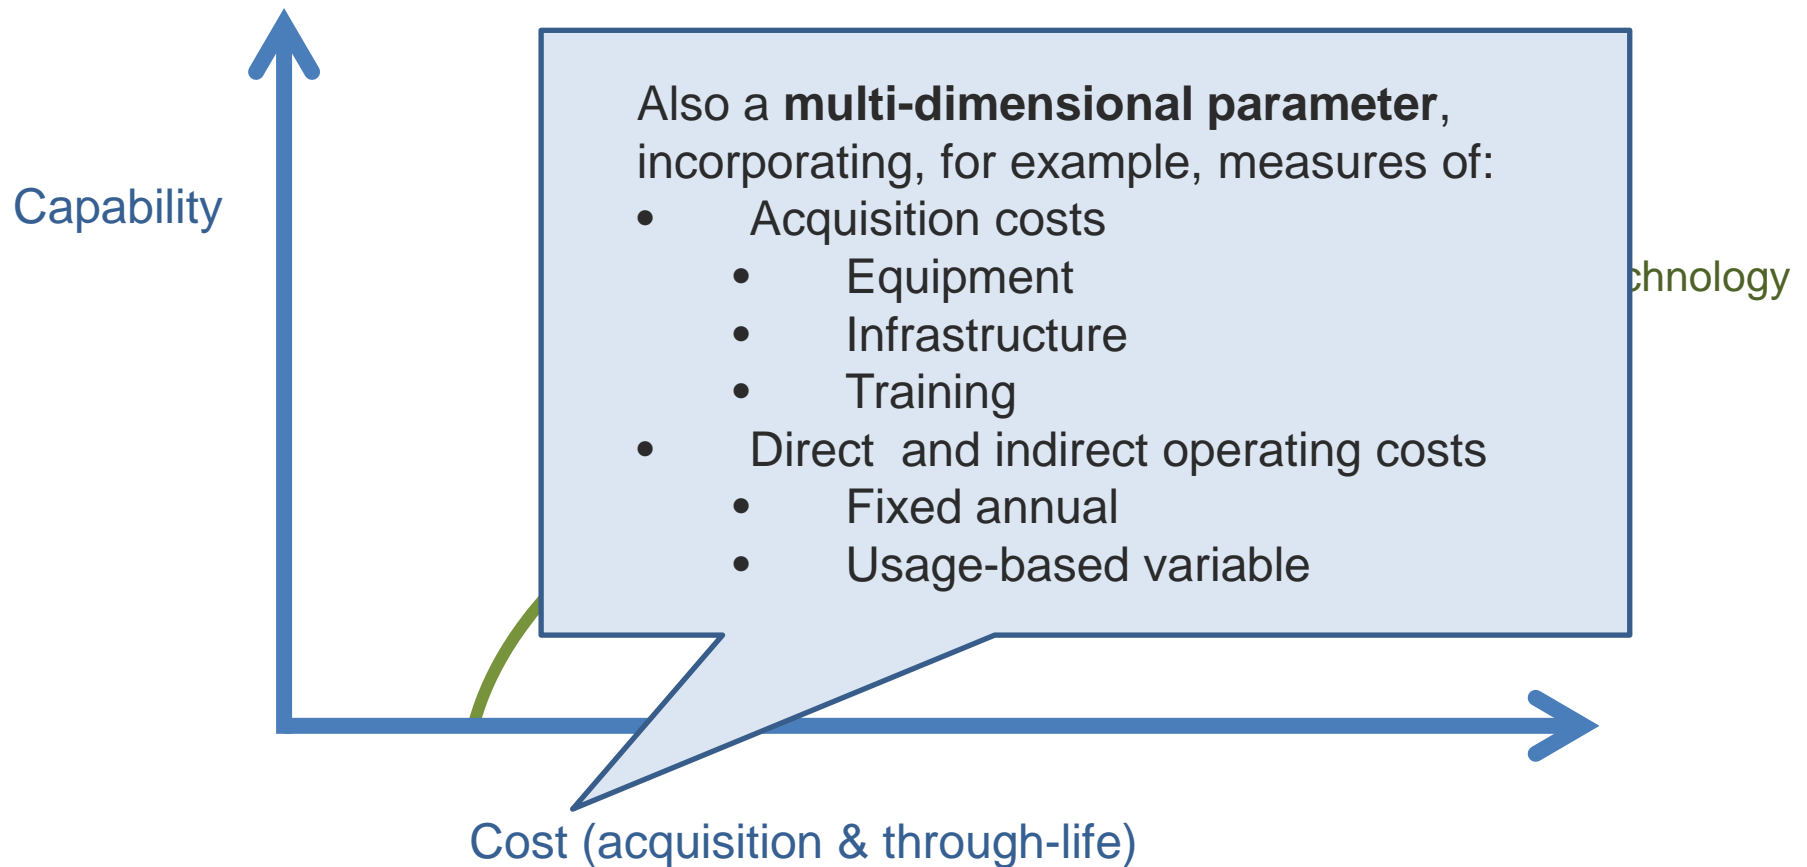 Capability
Also a multi-dimensional parameter,
incorporating, for example, measures of:
• Acquisition costs
• Equipment
• Infrastructure
• Training
• Direct  and indirect operating costs
• Fixed annual
• Usage-based variable
chnology
Cost (acquisition & through-life)